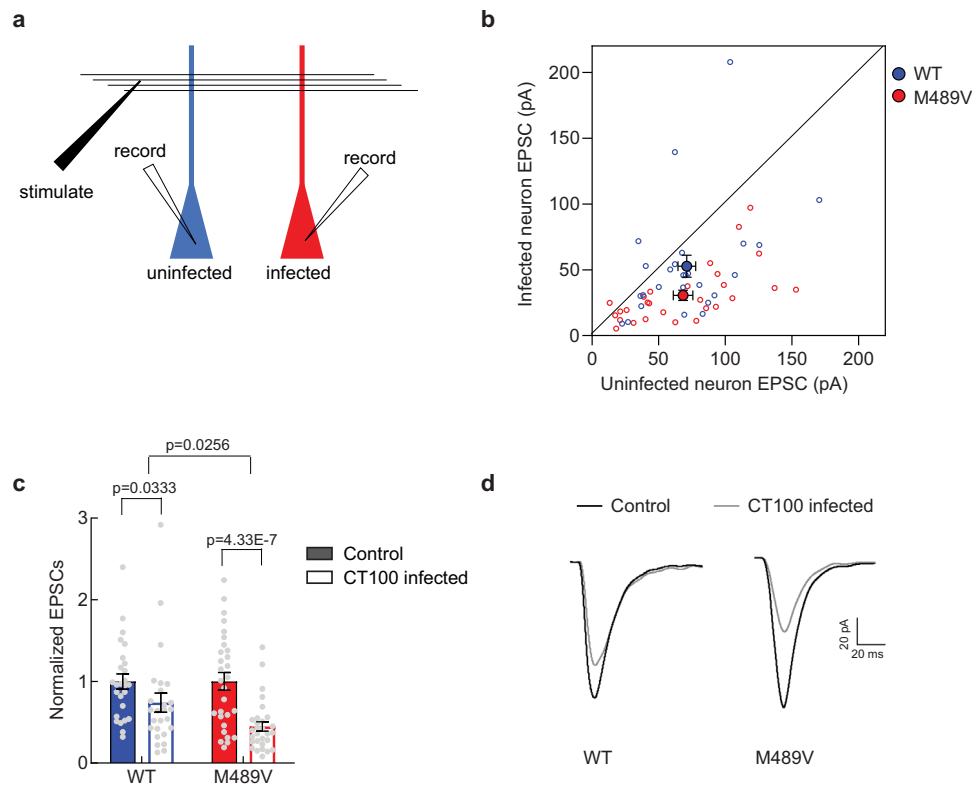 a
record
record
stimulate
uninfected
infected
b
WT
M489V
Infected neuron EPSC (pA)
200
150
100
50
0
0
50
100
150
200
Uninfected neuron EPSC (pA)
c
p=0.0256
p=0.0333
p=4.33E-7
Control
CT100 infected
Normalized EPSCs
3
2
1
0
WT
M489V
d
Control
CT100 infected
20 pA
20 ms
WT
M489V